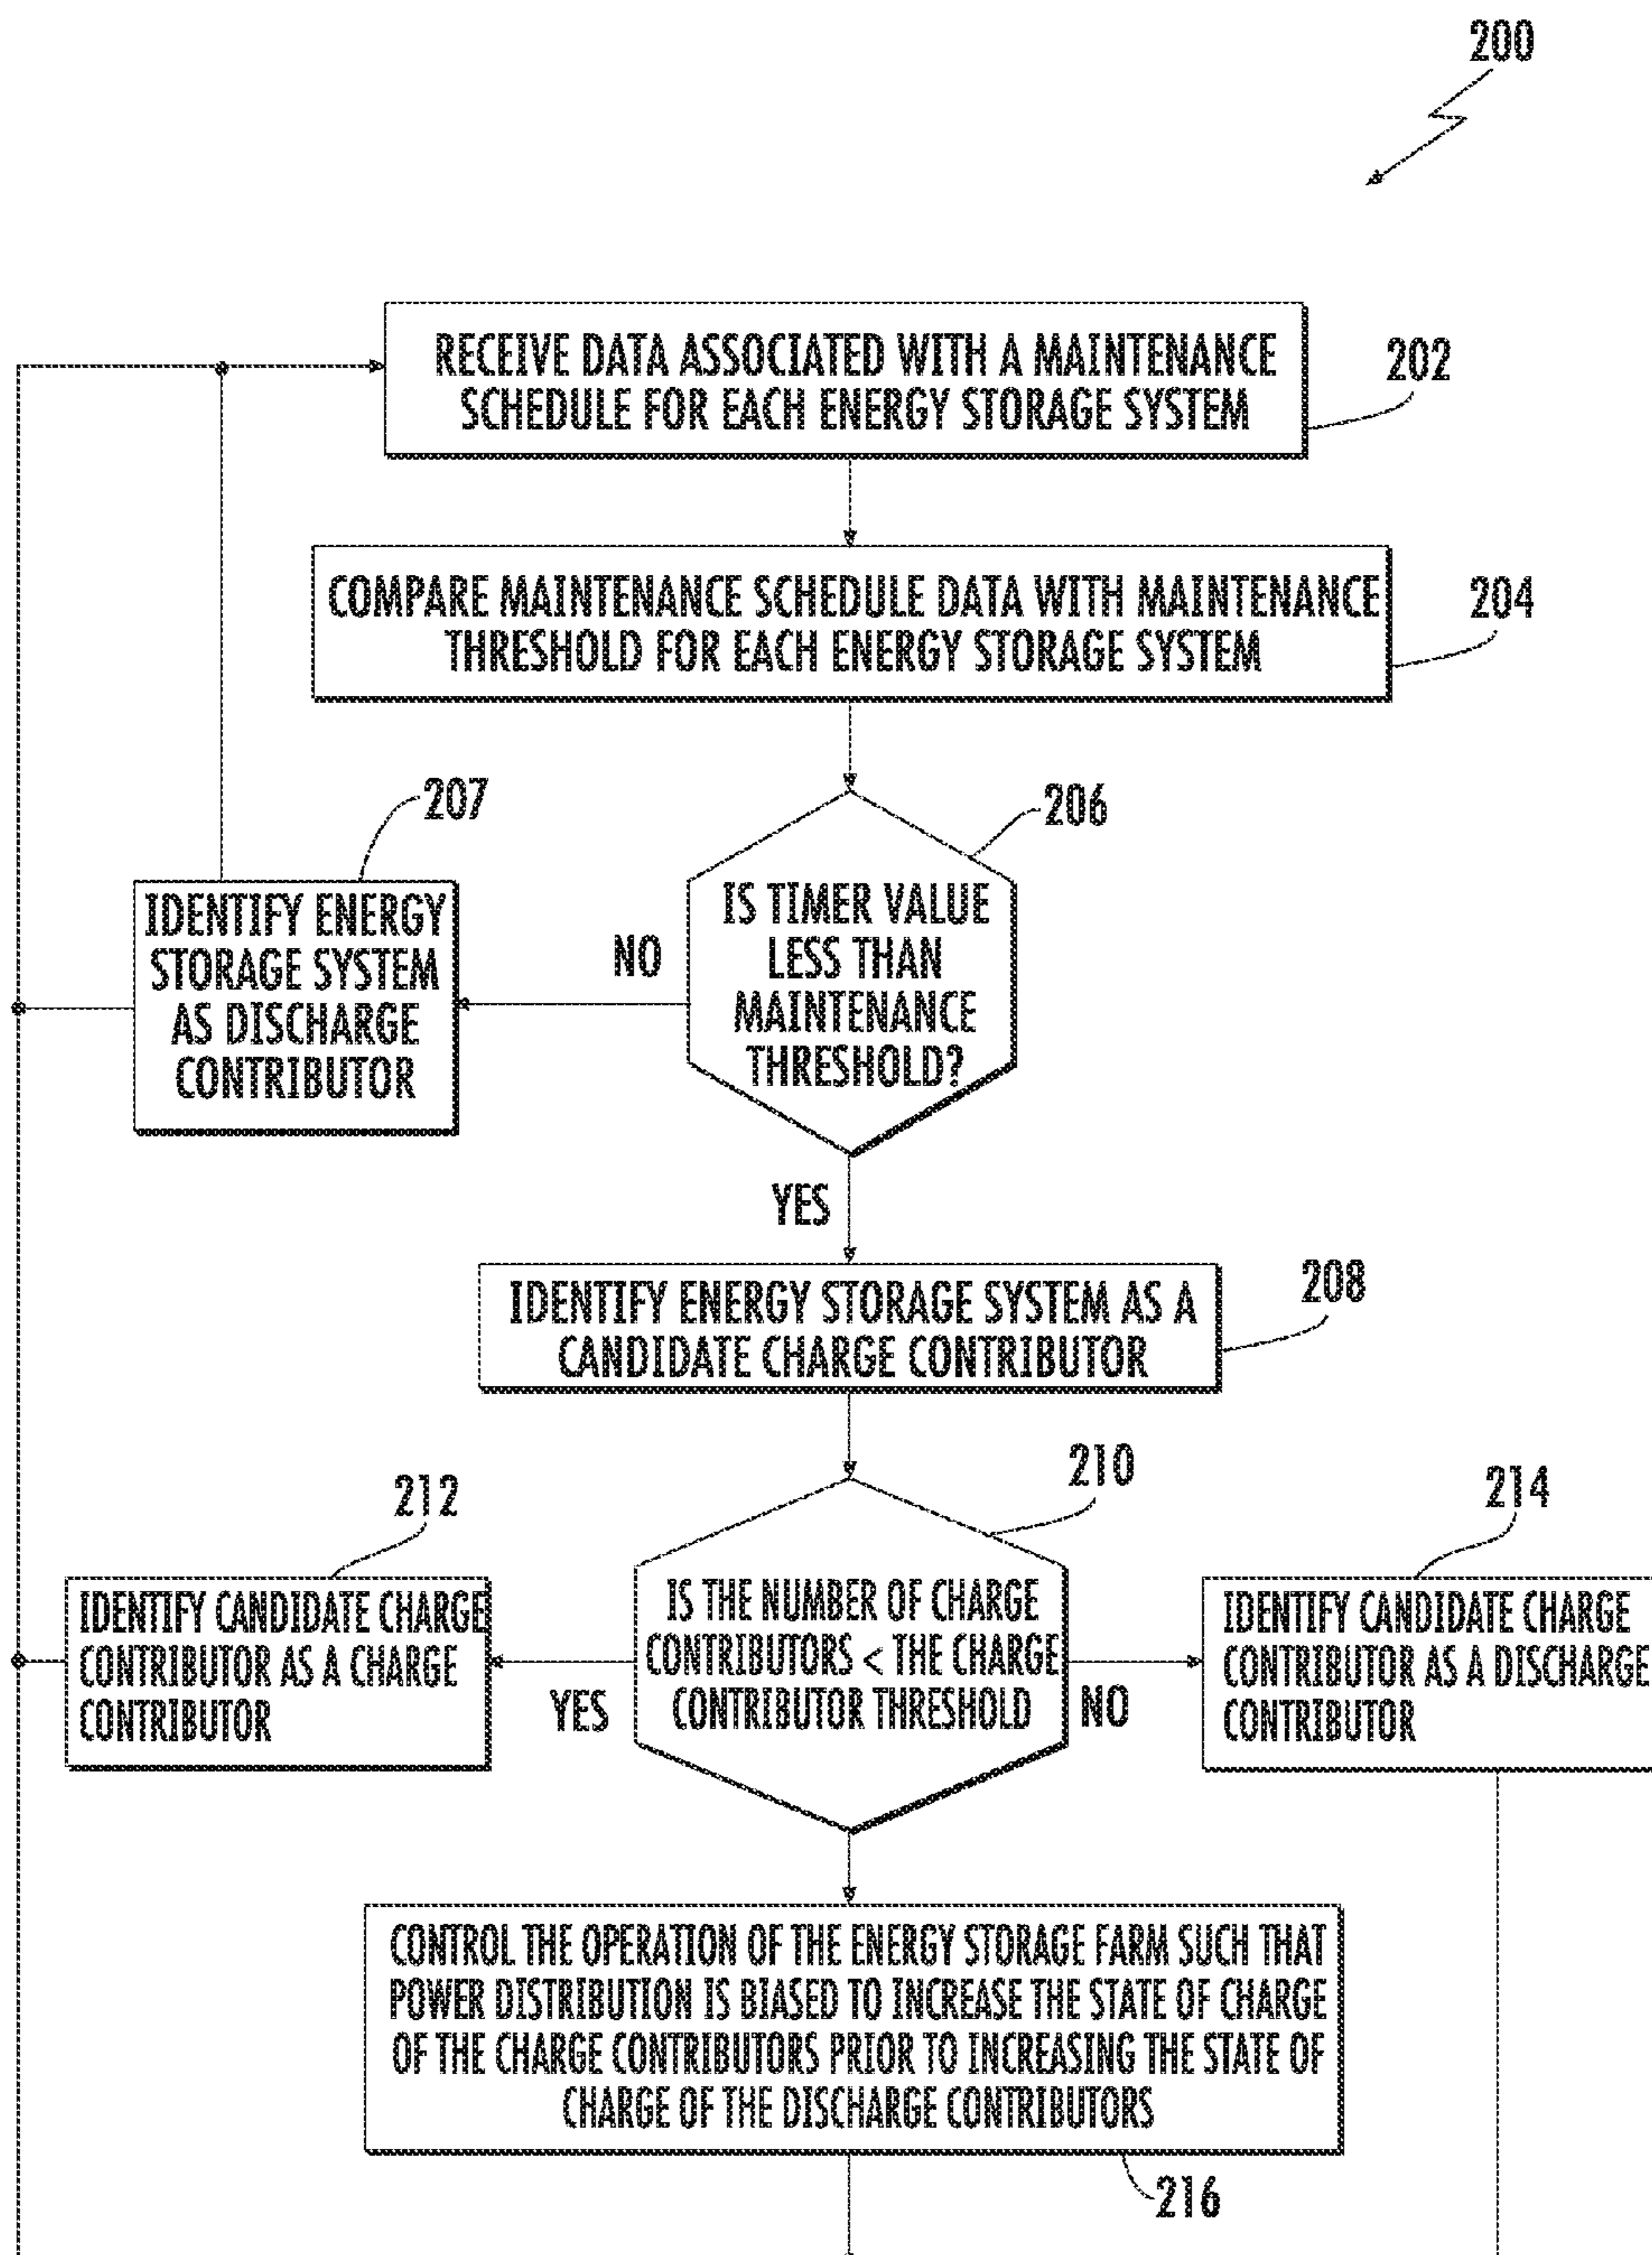 200
RECEIVE DATA ASSOCIATED WITH A MAINTENANCE
SCHEDULE FOR EACH ENERGY STORAGE SYSTEM
202
COMPARE MAINTENANCE SCHEDULE DATA WITH MAINTENANCE
THRESHOLD FOR EACH ENERGY STORAGE SYSTEM
204
207
206
IDENTIFY ENERGY
STORAGE SYSTEM
AS DISCHARGE
CONTRIBUTOR
NO
IS TIMER VALUE
LESS THAN
MAINTENANCE
THRESHOLD?
YES
IDENTIFY ENERGY STORAGE SYSTEM AS A
CANDIDATE CHARGE CONTRIBUTOR
208
212
210
214
IDENTIFY CANDIDATE CHARGE
CONTRIBUTOR AS A CHARGE
CONTRIBUTOR
YES
IS THE NUMBER OF CHARGE
CONTRIBUTORS < THE CHARGE
CONTRIBUTOR THRESHOLD
NO
IDENTIFY CANDIDATE CHARGE
CONTRIBUTOR AS A DISCHARGE
CONTRIBUTOR
CONTROL THE OPERATION OF THE ENERGY STORAGE FARM SUCH THAT
POWER DISTRIBUTION IS BIASED TO INCREASE THE STATE OF CHARGE
OF THE CHARGE CONTRIBUTORS PRIOR TO INCREASING THE STATE OF
CHARGE OF THE DISCHARGE CONTRIBUTORS
216